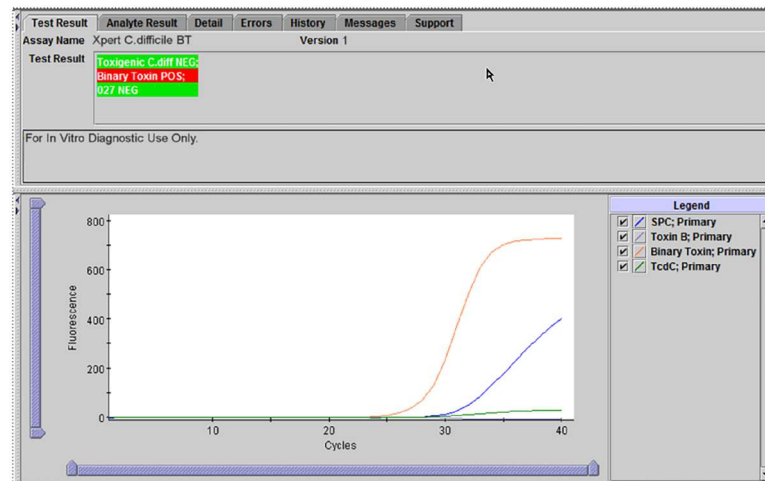 Test Result Analyte Result Detail Errors History Messages Support
Assay Name Xpert C.difficile BT Version 1
Test Result
Toxigenic C.diff NEG;
Binary Toxin POS;
027 NEG
For In Vitro Diagnostic Use Only.
Legend
SPC; Primary
Toxin B; Primary
Binary Toxin; Primary
TcdC; Primary
Fluorescence
800
600
400
200
0
10 20 30 40
Cycles